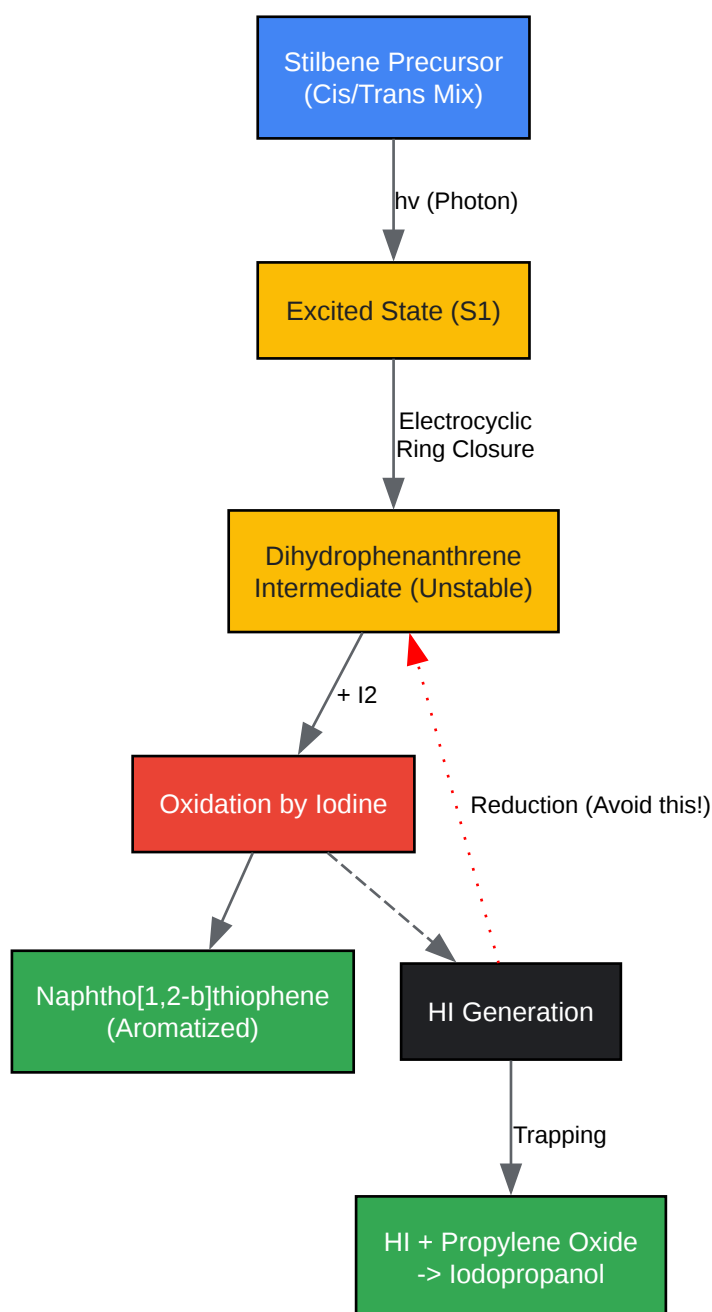 Stilbene Precursor
(Cis/Trans Mix)
hv (Photon)
Excited State (S1)
Electrocyclic
Ring Closure
Dihydrophenanthrene
Intermediate (Unstable)
+ I2
Oxidation by Iodine
Reduction (Avoid this!)
Naphtho[1,2-b]thiophene
(Aromatized)
HI Generation
Trapping
HI + Propylene Oxide
-> Iodopropanol